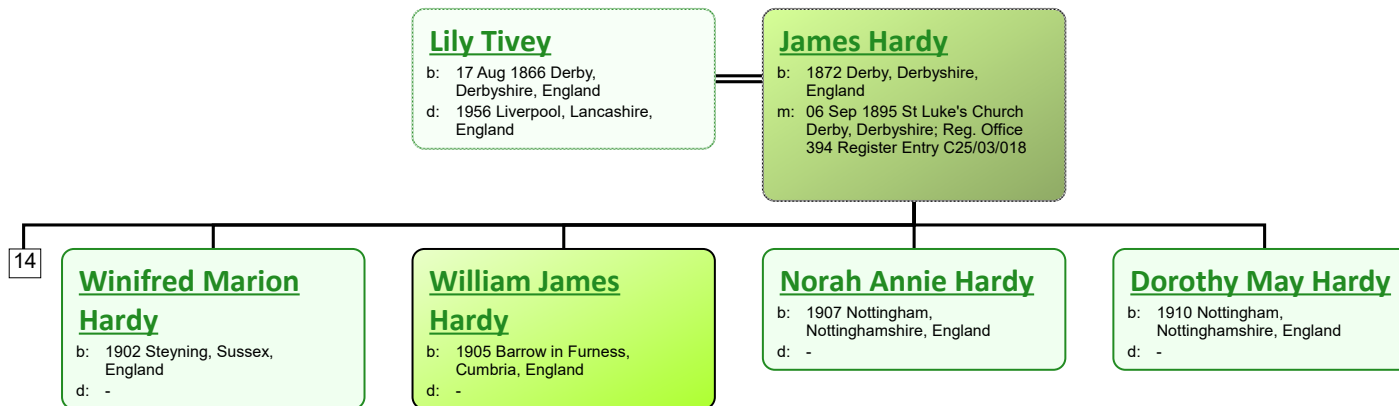 Lily Tivey
b: 17 Aug 1866 Derby,
Derbyshire, England
d: 1956 Liverpool, Lancashire,
England
James Hardy
b: 1872 Derby, Derbyshire,
England
m: 06 Sep 1895 St Luke's Church
Derby, Derbyshire; Reg. Office
394 Register Entry C25/03/018
14
Winifred Marion
Hardy
b: 1902 Steyning, Sussex,
England
d: -
William James
Hardy
b: 1905 Barrow in Furness,
Cumbria, England
d: -
Norah Annie Hardy
b: 1907 Nottingham,
Nottinghamshire, England
d: -
Dorothy May Hardy
b: 1910 Nottingham,
Nottinghamshire, England
d: -